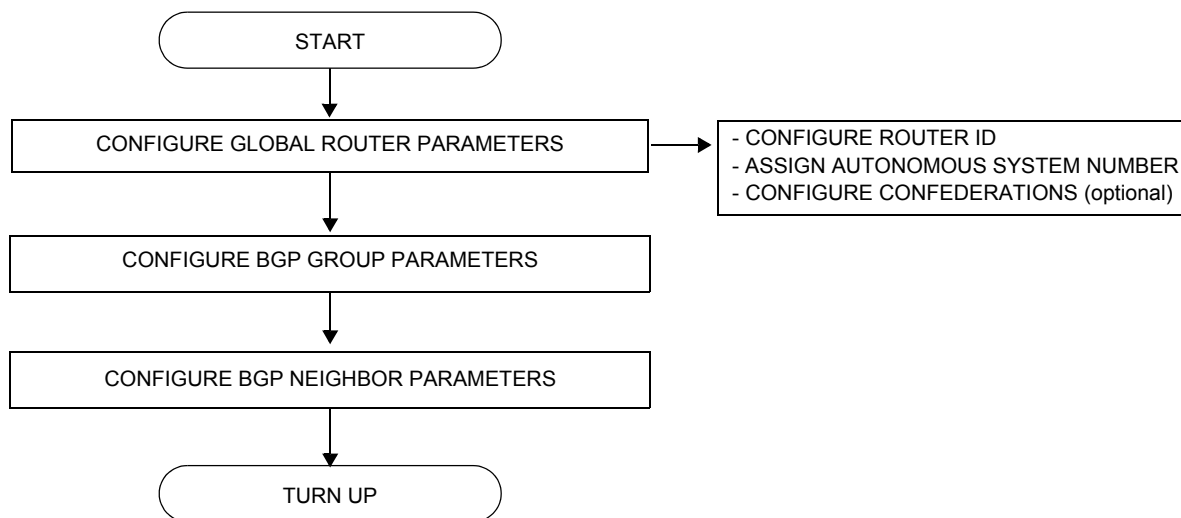 START
CONFIGURE GLOBAL ROUTER PARAMETERS
- CONFIGURE ROUTER ID
- ASSIGN AUTONOMOUS SYSTEM NUMBER
- CONFIGURE CONFEDERATIONS (optional)
CONFIGURE BGP GROUP PARAMETERS
CONFIGURE BGP NEIGHBOR PARAMETERS
TURN UP